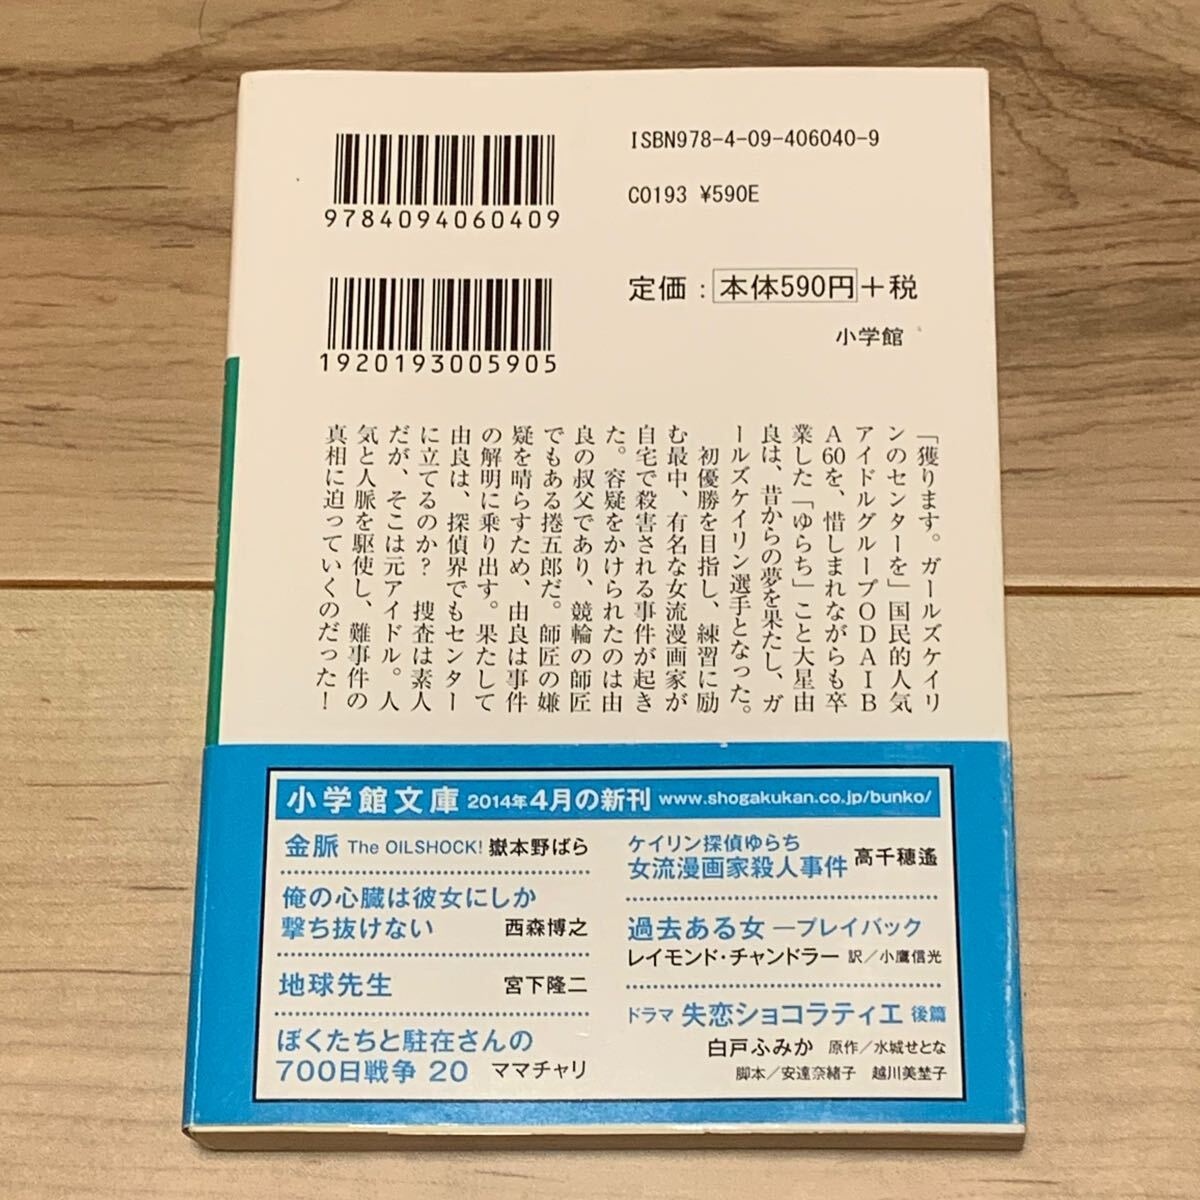 ISBN978-4-09-406040-9
C0193 ¥590E
9784094060409
定価：本体590円+税
小学館
1920193005905
「獲ります。ガールズケイリ
ンのセンターを」国民的人気
アイドルグループODAIB
A60を、惜しまれながらも卒
業した「ゆらち」こと大星由
良は、昔からの夢を果たし、ガ
ールズケイリン選手となった。
初優勝を目指し、練習に励
む最中、有名な女流漫画家が
自宅で殺害される事件が起き
た。容疑をかけられたのは由
良の叔父であり、競輪の師匠
でもある捲五郎だ。師匠の嫌
疑を晴らすため、由良は事件
の解明に乗り出す。果たして
由良は、探偵界でもセンター
に立てるのか？　捜査は素人
だが、そこは元アイドル。人
気と人脈を駆使し、難事件の
真相に迫っていくのだった！
小学館文庫 2014年4月の新刊 www.shogakukan.co.jp/bunko/
金脈 The OILSHOCK! 嶽本野ばら
俺の心臓は彼女にしか
撃ち抜けない 西森博之
地球先生 宮下隆二
ぼくたちと駐在さんの
700日戦争 20 ママチャリ
ケイリン探偵ゆらち
女流漫画家殺人事件 高千穂遙
過去ある女 ―プレイバック
レイモンド・チャンドラー 訳／小鷹信光
ドラマ 失恋ショコラティエ 後篇
白戸ふみか 原作／水城せとな
脚本／安達奈緒子 越川美埜子